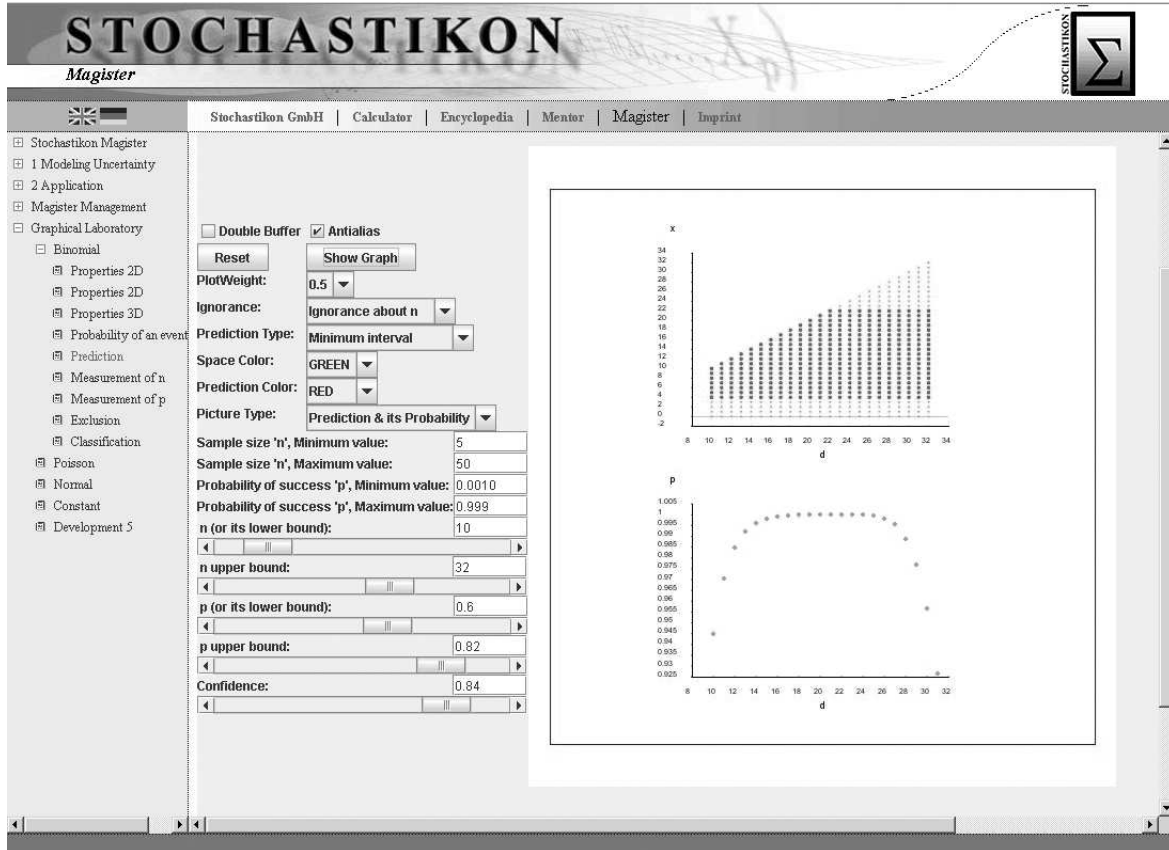 STOCHASTIKON
Magister
STOCHASTIKON
Σ
Stochastikon GmbH | Calculator | Encyclopedia | Mentor | Magister | Imprint
Stochastikon Magister
1 Modeling Uncertainty
2 Application
Magister Management
Graphical Laboratory
Binomial
Properties 2D
Properties 2D
Properties 3D
Probability of an event
Prediction
Measurement of n
Measurement of p
Exclusion
Classification
Poisson
Normal
Constant
Development 5
Double Buffer Antialias
Reset Show Graph
PlotWeight: 0.5
Ignorance: Ignorance about n
Prediction Type: Minimum interval
Space Color: GREEN
Prediction Color: RED
Picture Type: Prediction & its Probability
Sample size 'n', Minimum value: 5
Sample size 'n', Maximum value: 50
Probability of success 'p', Minimum value: 0.0010
Probability of success 'p', Maximum value: 0.999
n (or its lower bound): 10
n upper bound: 32
p (or its lower bound): 0.6
p upper bound: 0.82
Confidence: 0.84
x
34
32
30
28
26
24
22
20
18
16
14
12
10
8
6
4
2
0
-2
8 10 12 14 16 18 20 22 24 26 28 30 32 34
d
p
1.005
1
0.995
0.99
0.985
0.98
0.975
0.97
0.965
0.96
0.955
0.95
0.945
0.94
0.935
0.93
0.925
8 10 12 14 16 18 20 22 24 26 28 30 32
d